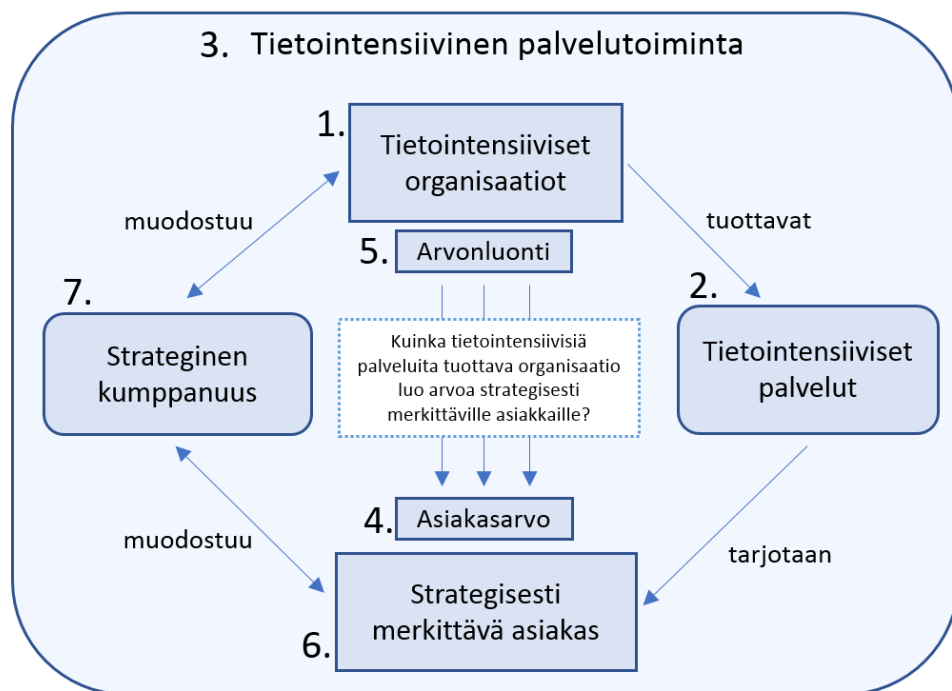 3. Tietointensiivinen palvelutoiminta
1.
Tietointensiiviset
organisaatiot
muodostuu
tuottavat
5. Arvonluonti
7.
2.
Strateginen
kumppanuus
Kuinka tietointensiivisiä
palveluita tuottava organisaatio
luo arvoa strategisesti
merkittäville asiakkaille?
Tietointensiiviset
palvelut
4. Asiakasarvo
muodostuu
tarjotaan
Strategisesti
merkittävä asiakas
6.